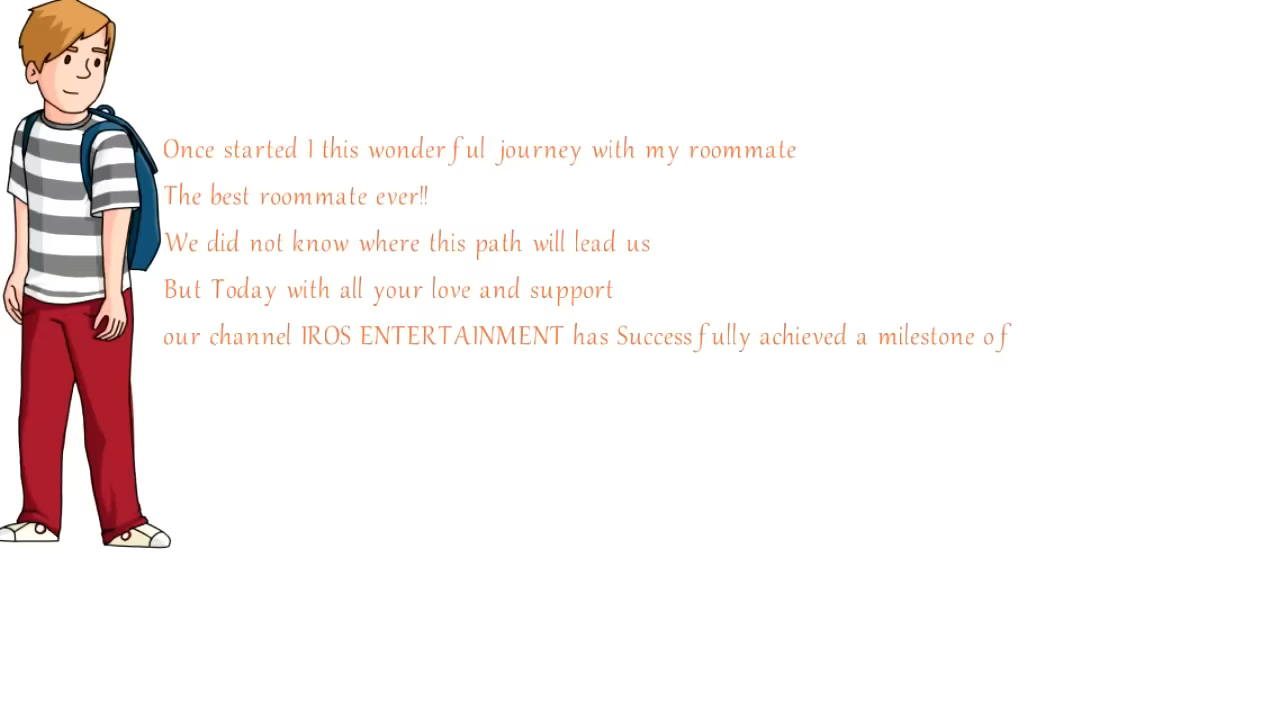 Once started I this wonderful journey with my roommate
The best roommate ever!!
We did not know where this path will lead us
But Today with all your love and support
our channel IROS ENTERTAINMENT has Successfully achieved a milestone of